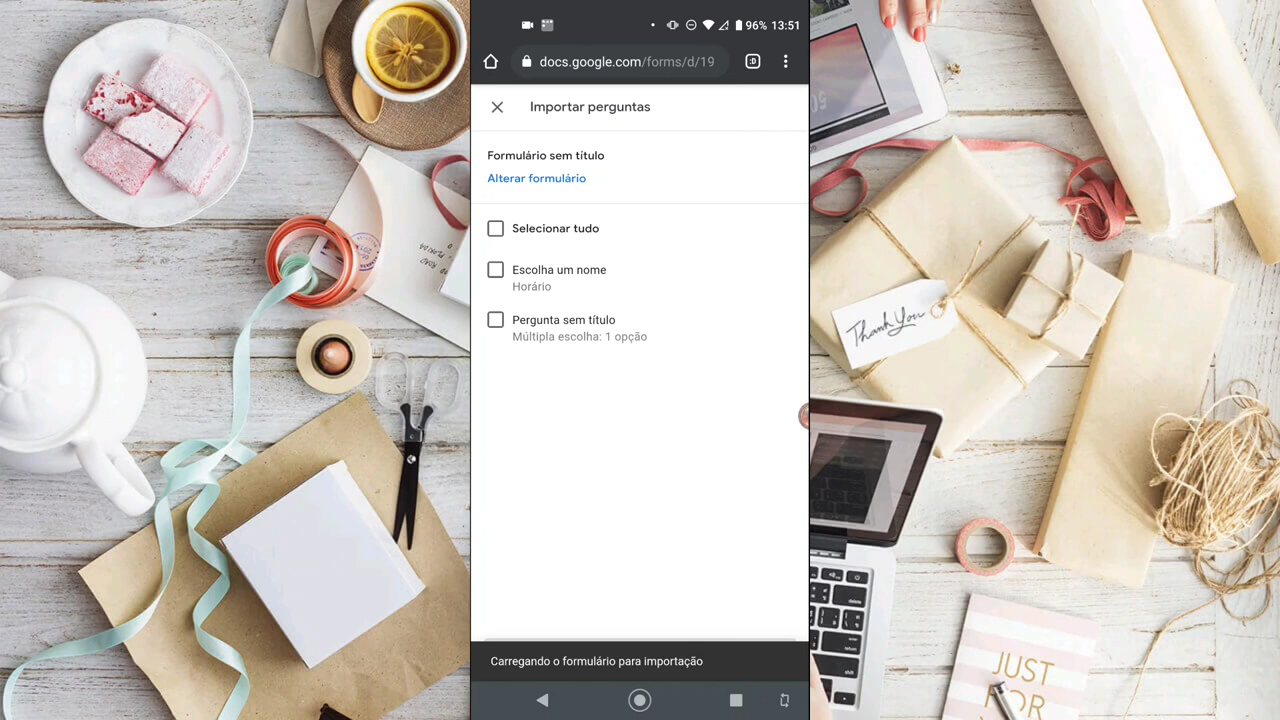 96% 13:51
docs.google.com/forms/d/19
:D
Importar perguntas
Formulário sem título
Alterar formulário
Selecionar tudo
Escolha um nome
Horário
Pergunta sem título
Múltipla escolha: 1 opção
Carregando o formulário para importação
Thank You
JUST
FOR